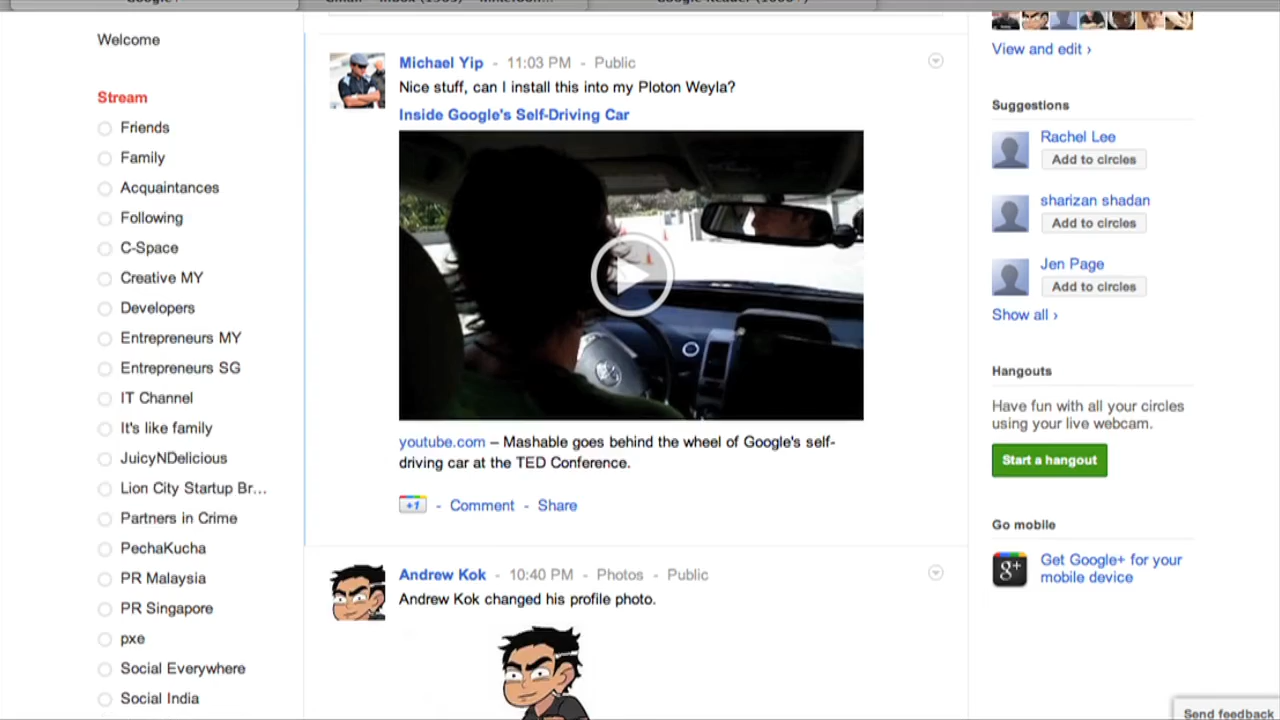 Welcome
Stream
Friends
Family
Acquaintances
Following
C-Space
Creative MY
Developers
Entrepreneurs MY
Entrepreneurs SG
IT Channel
It's like family
JuicyNDelicious
Lion City Startup Br...
Partners in Crime
PechaKucha
PR Malaysia
PR Singapore
pxe
Social Everywhere
Social India
Michael Yip - 11:03 PM - Public
Nice stuff, can I install this into my Ploton Weyla?
Inside Google's Self-Driving Car
youtube.com – Mashable goes behind the wheel of Google's self-
driving car at the TED Conference.
+1 - Comment - Share
Andrew Kok - 10:40 PM - Photos - Public
Andrew Kok changed his profile photo.
View and edit ›
Suggestions
Rachel Lee
Add to circles
sharizan shadan
Add to circles
Jen Page
Add to circles
Show all ›
Hangouts
Have fun with all your circles
using your live webcam.
Start a hangout
Go mobile
g+
Get Google+ for your
mobile device
Send feedback